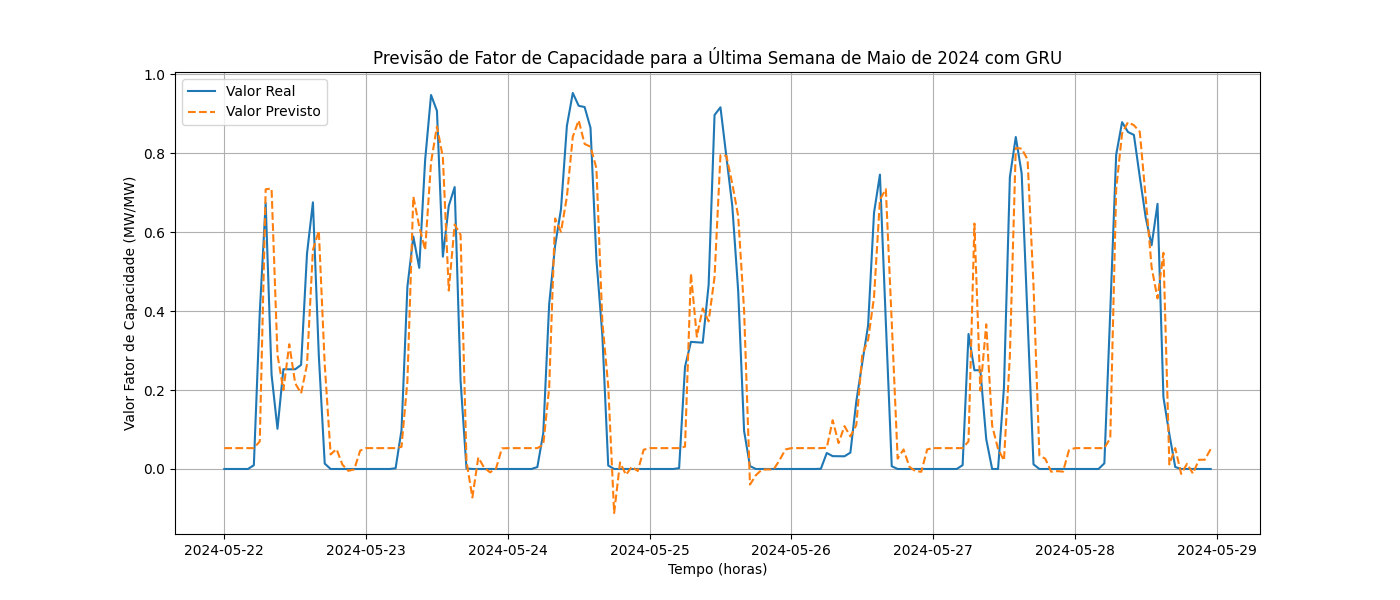 Previsão de Fator de Capacidade para a Última Semana de Maio de 2024 com GRU
Valor Real
Valor Previsto
Valor Fator de Capacidade (MW/MW)
1.0
0.8
0.6
0.4
0.2
0.0
2024-05-22
2024-05-23
2024-05-24
2024-05-25
2024-05-26
2024-05-27
2024-05-28
2024-05-29
Tempo (horas)